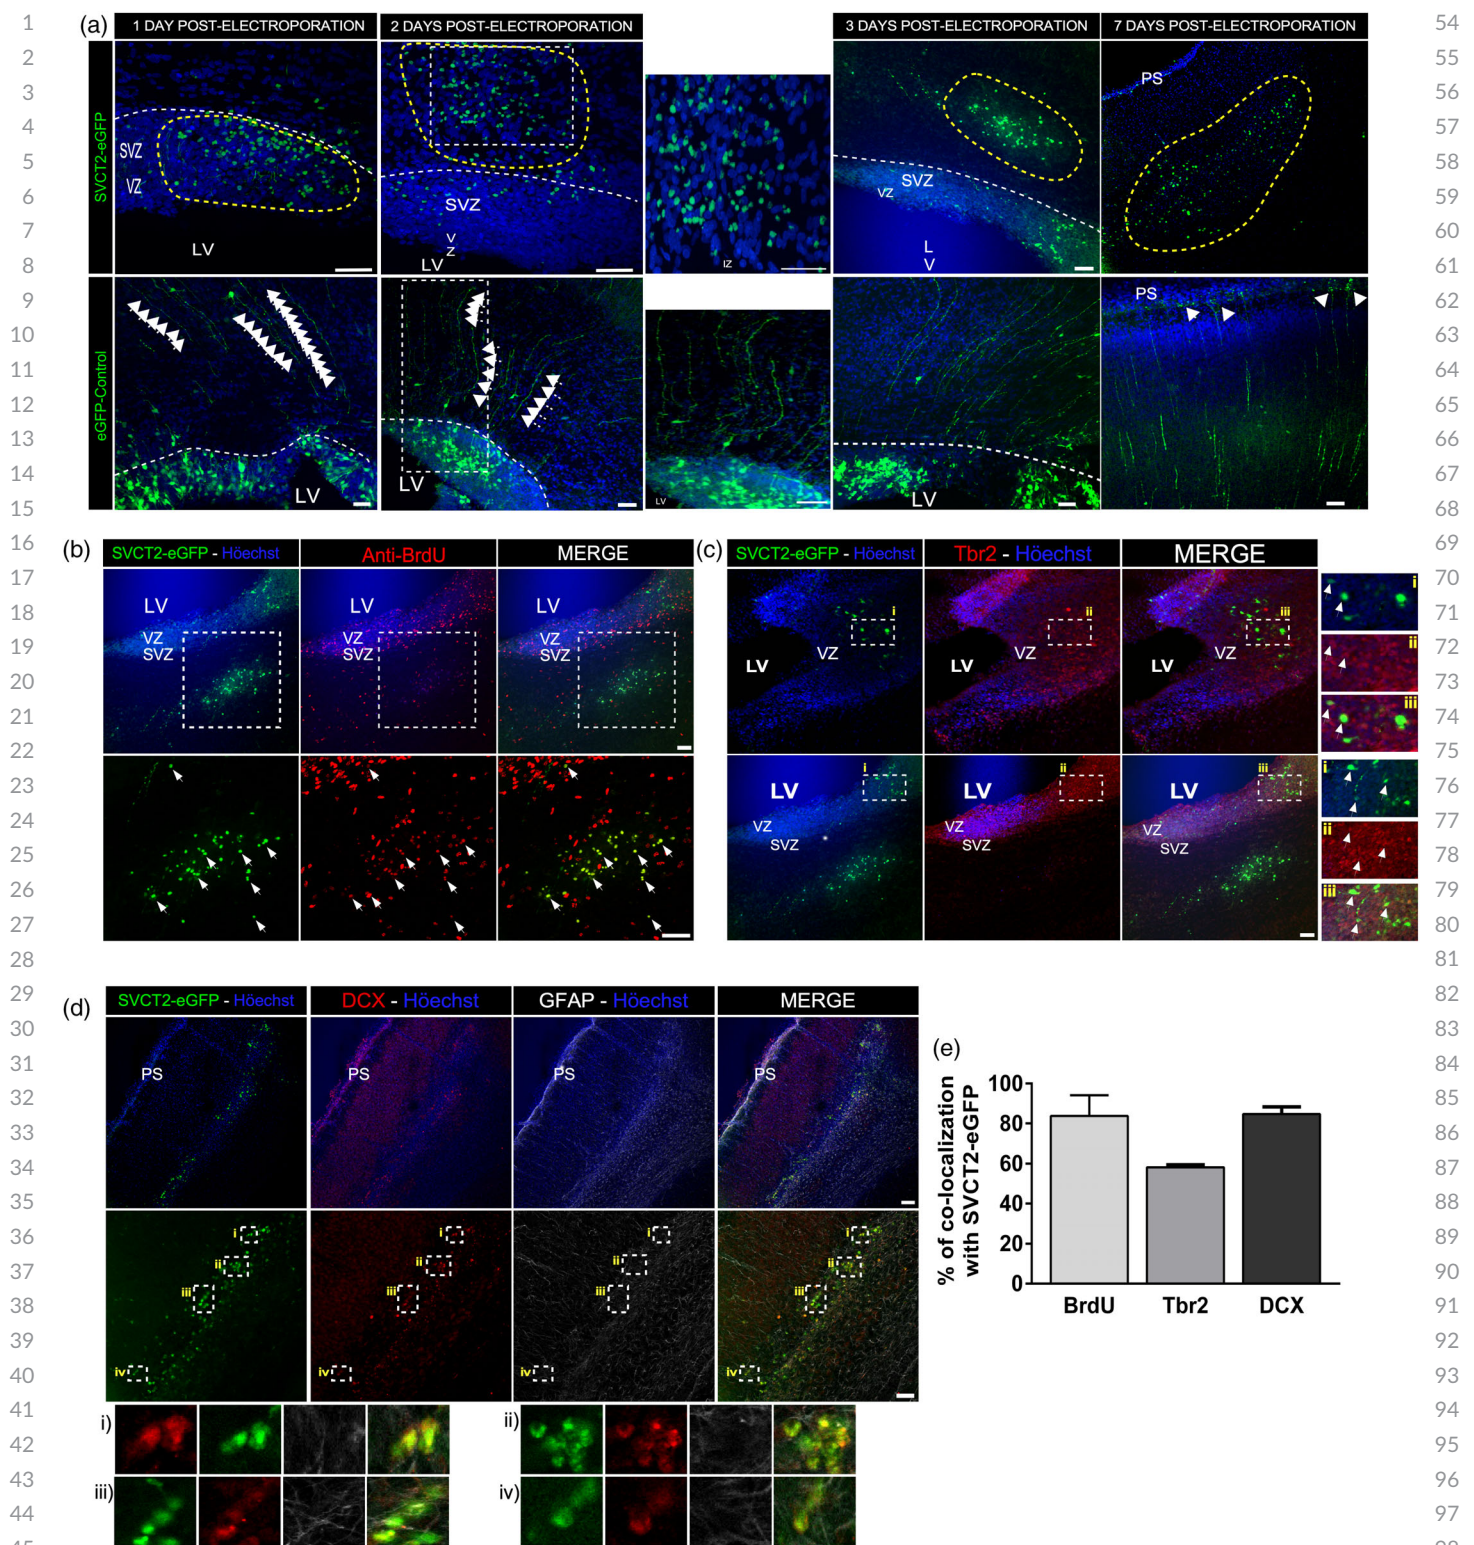 (a)
1 DAY POST-ELECTROPORATION
2 DAYS POST-ELECTROPORATION
3 DAYS POST-ELECTROPORATION
7 DAYS POST-ELECTROPORATION
SVCT2-eGFP
SVZ
VZ
LV
SVZ
V
Z
LV
IZ
SVZ
VZ
L
V
PS
eGFP-Control
LV
LV
LV
LV
PS
(b)
SVCT2-eGFP - Höechst
Anti-BrdU
MERGE
LV
VZ
SVZ
LV
VZ
SVZ
LV
VZ
SVZ
(c)
SVCT2-eGFP - Höechst
Tbr2 - Höechst
MERGE
i
LV
VZ
ii
LV
VZ
iii
LV
VZ
i
ii
iii
i
LV
VZ
SVZ
*
ii
LV
VZ
SVZ
iii
LV
VZ
SVZ
i
ii
iii
(d)
SVCT2-eGFP - Höechst
DCX - Höechst
GFAP - Höechst
MERGE
PS
PS
PS
PS
i
ii
iii
iv
i
ii
iii
iv
i
ii
iii
iv
i
ii
iii
iv
i)
ii)
iii)
iv)
(e)
% of co-localization
with SVCT2-eGFP
100
80
60
40
20
0
BrdU
Tbr2
DCX
1
2
3
4
5
6
7
8
9
10
11
12
13
14
15
16
17
18
19
20
21
22
23
24
25
26
27
28
29
30
31
32
33
34
35
36
37
38
39
40
41
42
43
44
54
55
56
57
58
59
60
61
62
63
64
65
66
67
68
69
70
71
72
73
74
75
76
77
78
79
80
81
82
83
84
85
86
87
88
89
90
91
92
93
94
95
96
97